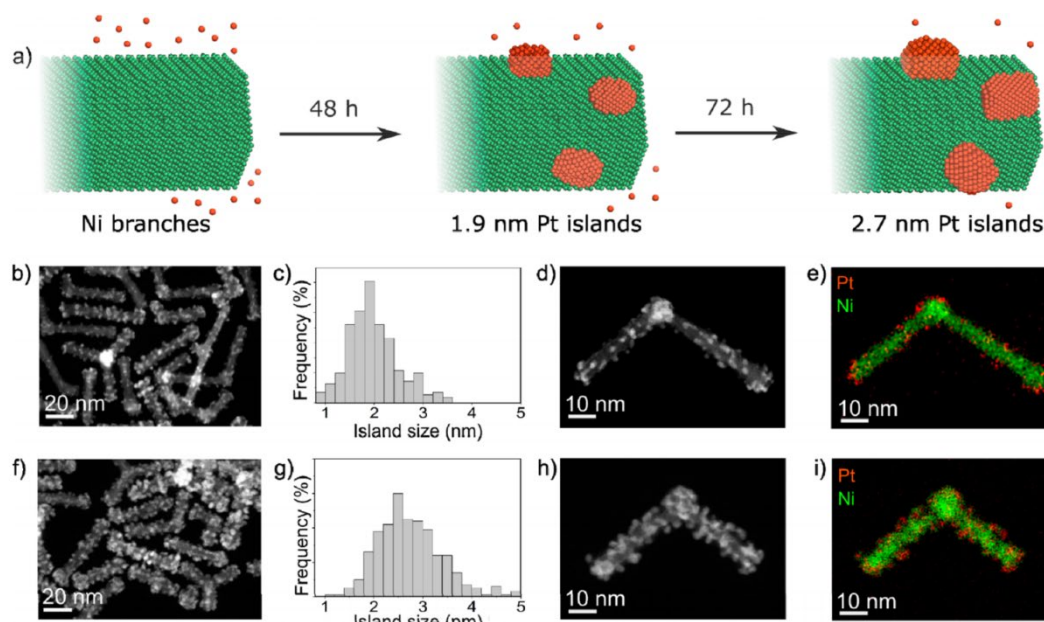 a)
48 h
72 h
Ni branches
1.9 nm Pt islands
2.7 nm Pt islands
b)
20 nm
c)
Frequency (%)
1 2 3 4 5
Island size (nm)
d)
10 nm
e)
Pt
Ni
10 nm
f)
20 nm
g)
Frequency (%)
1 2 3 4 5
Island size (nm)
h)
10 nm
i)
Pt
Ni
10 nm